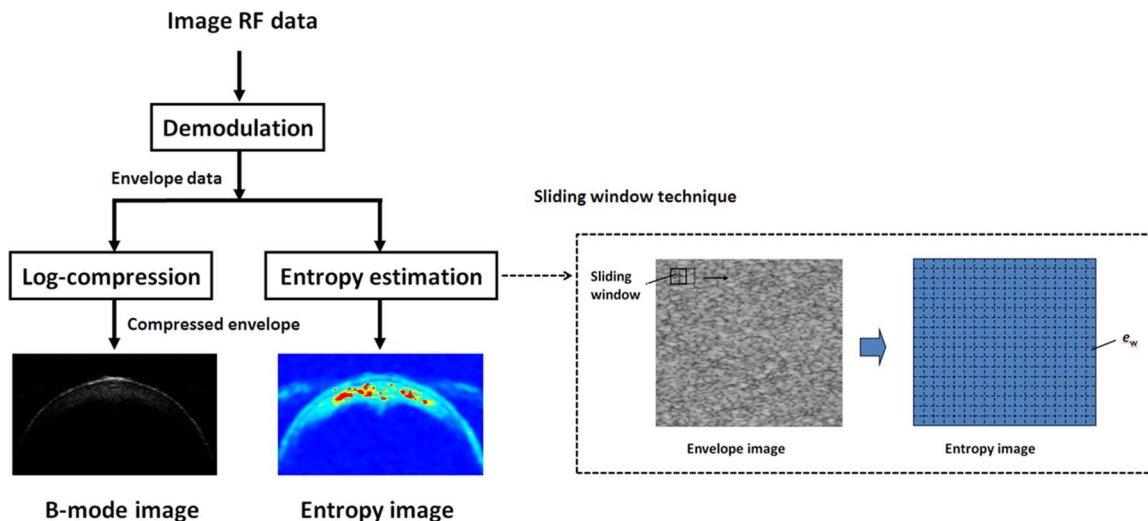 Image RF data
Demodulation
Envelope data
Log-compression
Entropy estimation
Compressed envelope
B-mode image
Entropy image
Sliding window technique
Sliding
window
e_w
Envelope image
Entropy image